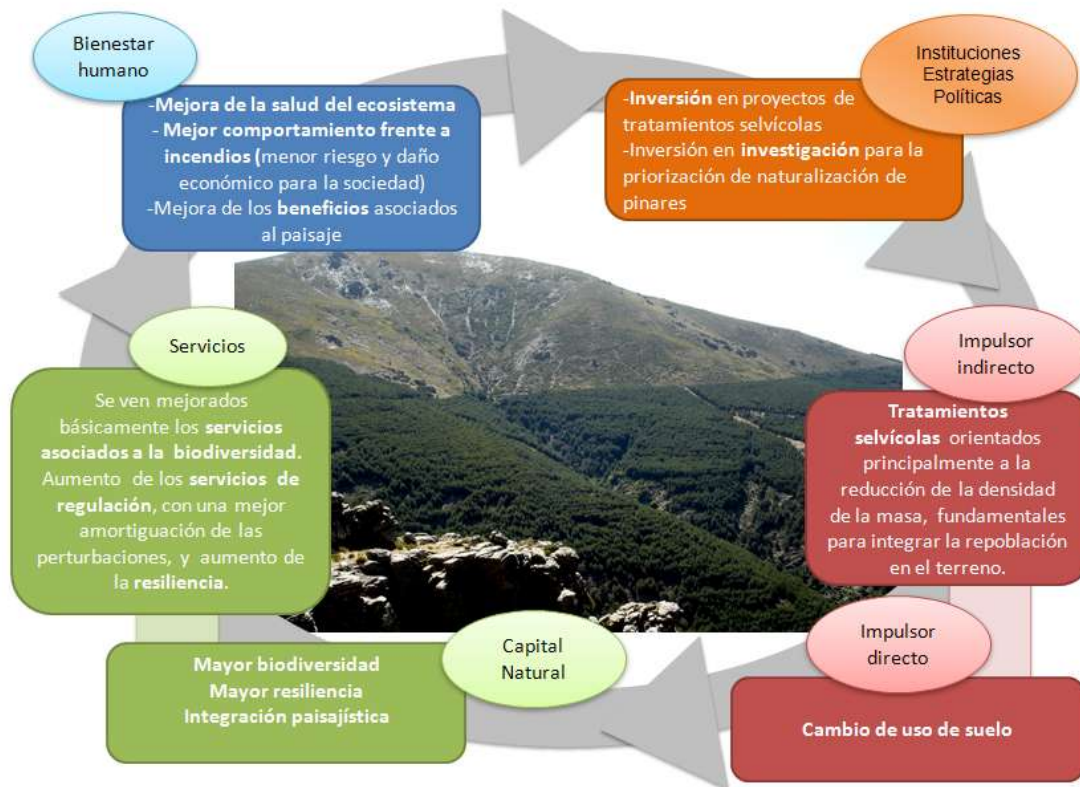 Bienestar
humano
-Mejora de la salud del ecosistema
- Mejor comportamiento frente a
incendios (menor riesgo y daño
económico para la sociedad)
-Mejora de los beneficios asociados
al paisaje
Instituciones
Estrategias
Políticas
-Inversión en proyectos de
tratamientos selvícolas
-Inversión en investigación para la
priorización de naturalización de
pinares
Impulsor
indirecto
Tratamientos
selvícolas orientados
principalmente a la
reducción de la densidad
de la masa, fundamentales
para integrar la repoblación
en el terreno.
Impulsor
directo
Cambio de uso de suelo
Capital
Natural
Mayor biodiversidad
Mayor resiliencia
Integración paisajística
Servicios
Se ven mejorados
básicamente los servicios
asociados a la biodiversidad.
Aumento de los servicios de
regulación, con una mejor
amortiguación de las
perturbaciones, y aumento de
la resiliencia.